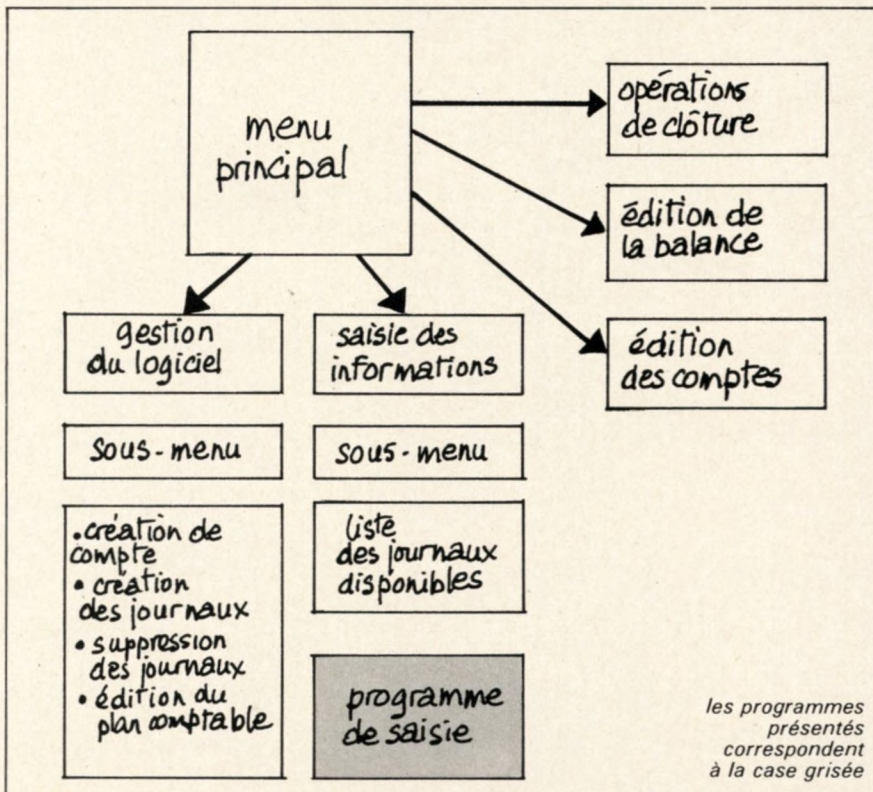 menu
principal
opérations
de clôture
édition de
la balance
édition
des comptes
gestion
du logiciel
saisie des
informations
sous-menu
sous-menu
.création de
compte
• création
des journaux
• suppression
des journaux
• édition du
plan comptable
liste
des journaux
disponibles
programme
de saisie
les programmes
présentés
correspondent
à la case grisée